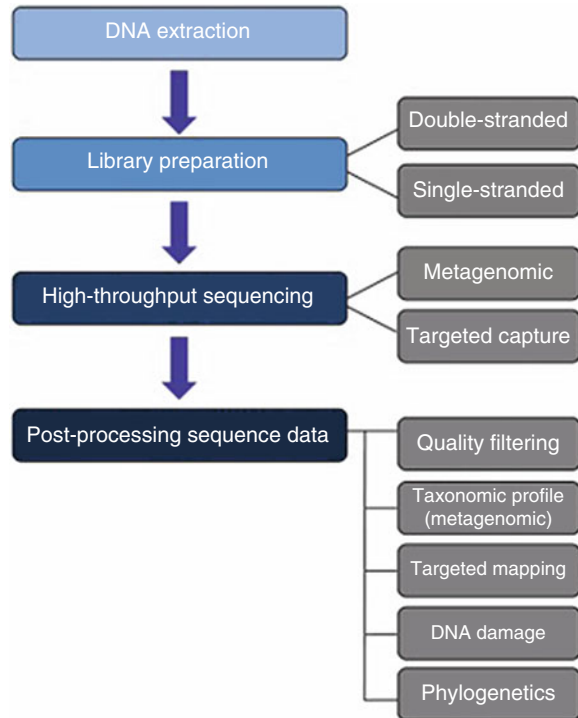 DNA extraction
Library preparation
Double-stranded
Single-stranded
High-throughput sequencing
Metagenomic
Targeted capture
Post-processing sequence data
Quality filtering
Taxonomic profile
(metagenomic)
Targeted mapping
DNA damage
Phylogenetics